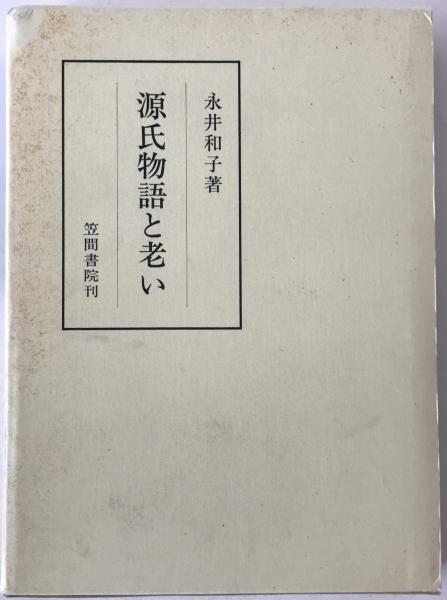 永井和子著
源氏物語と老い
笠間書院刊